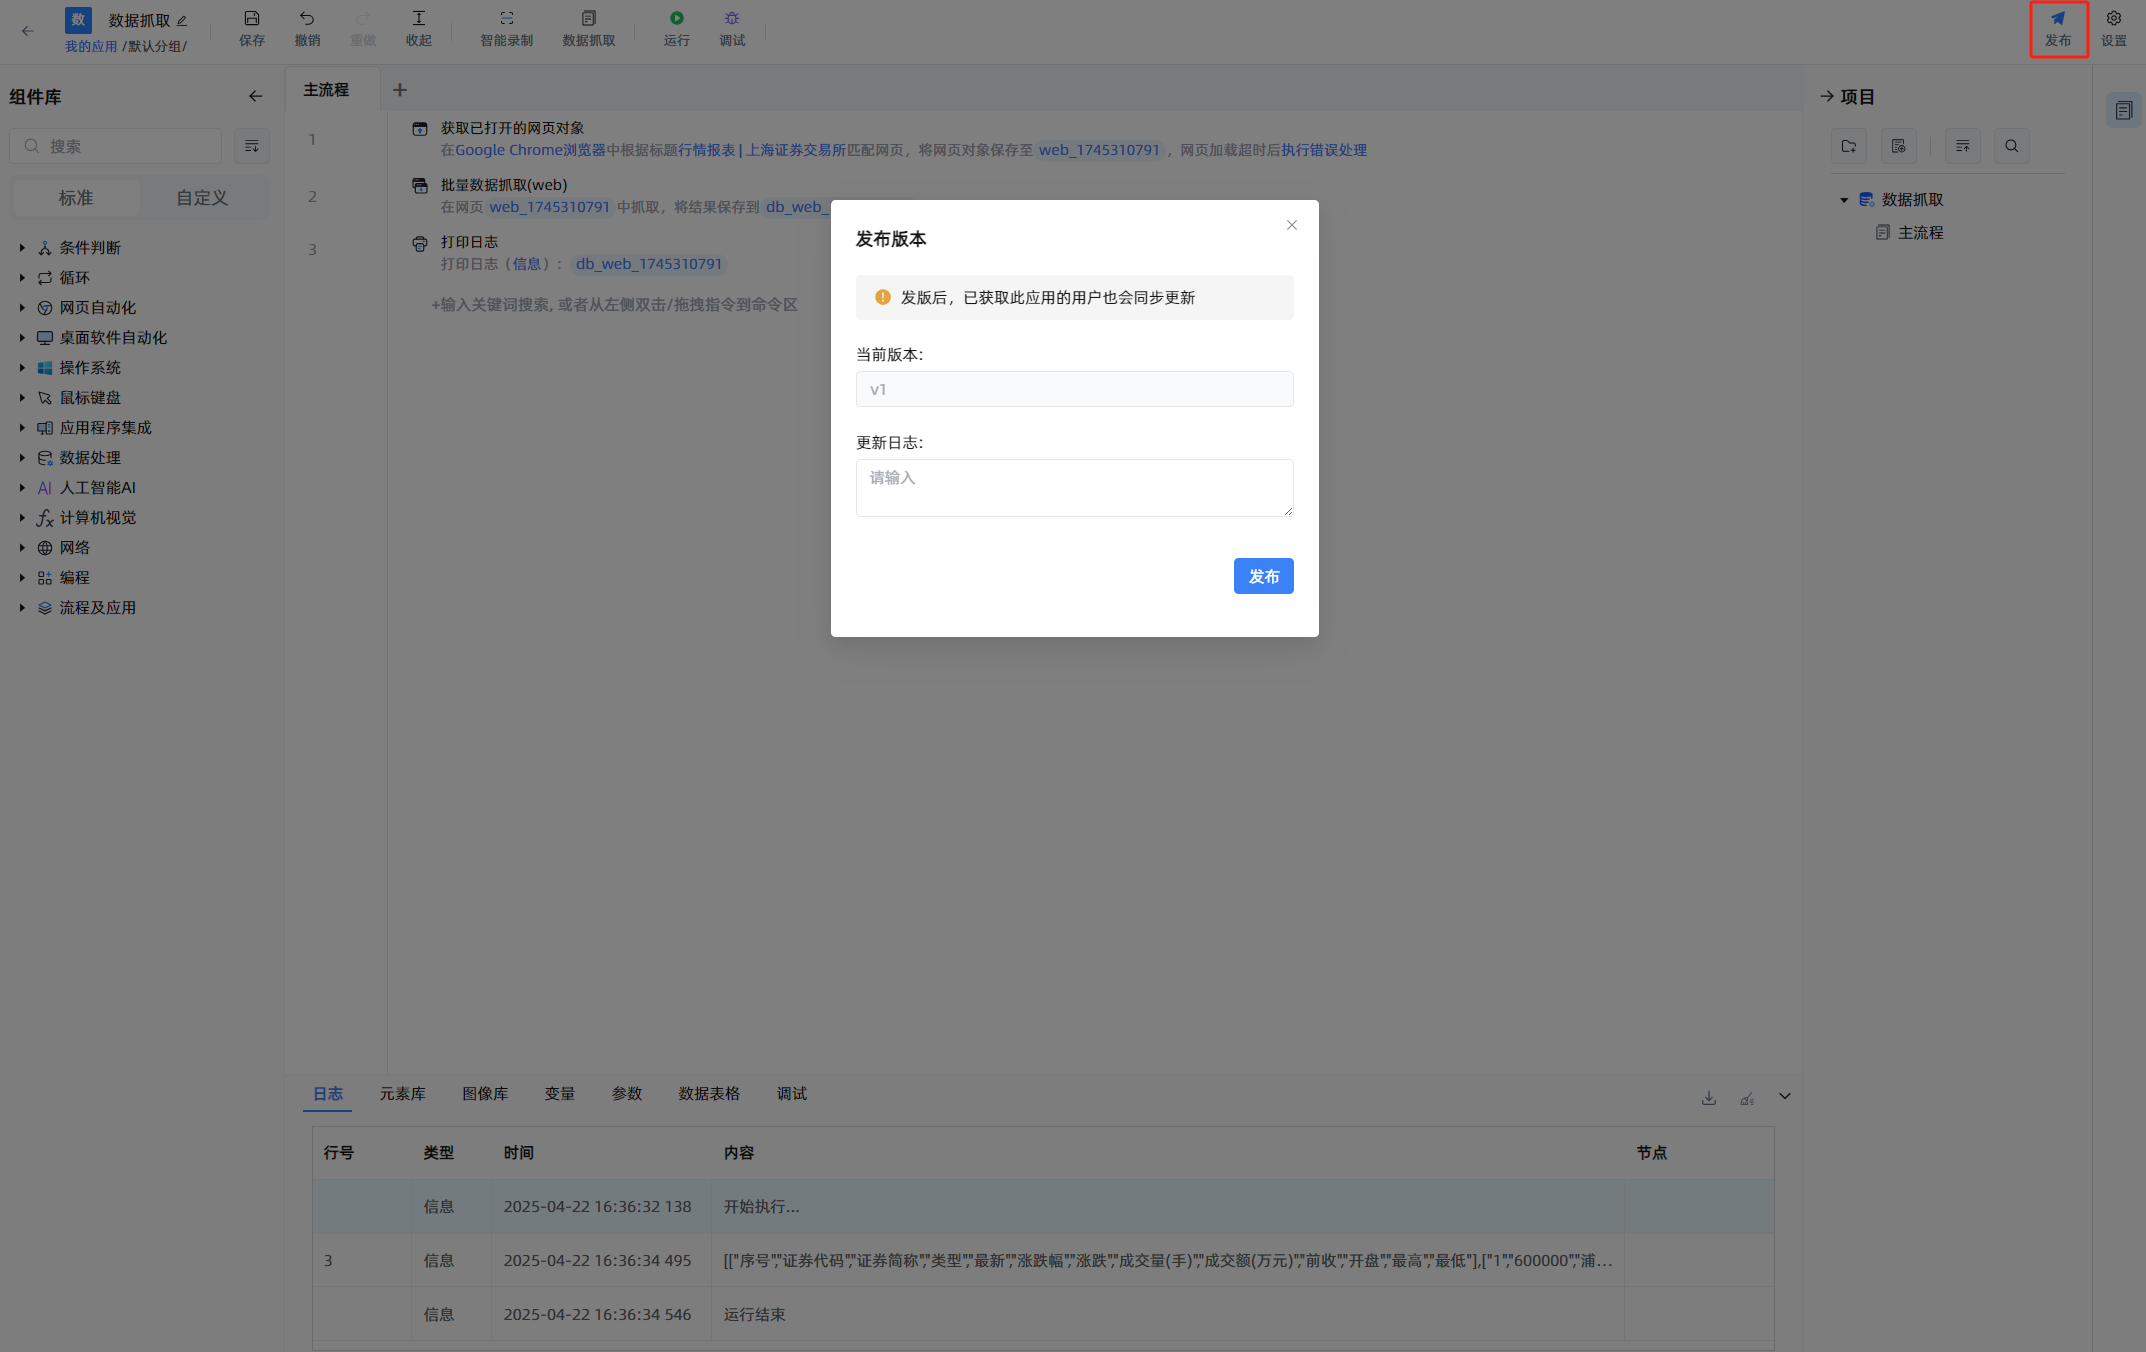 数 数据抓取
我的应用 /默认分组/
保存 撤销 重做 收起 智能录制 数据抓取 运行 调试 发布 设置
组件库
搜索
标准 自定义
条件判断
循环
网页自动化
桌面软件自动化
操作系统
鼠标键盘
应用程序集成
数据处理
AI 人工智能AI
fx 计算机视觉
网络
编程
流程及应用
主流程 +
1 获取已打开的网页对象
在Google Chrome浏览器中根据标题行情报表 | 上海证券交易所匹配网页，将网页对象保存至 web_1745310791 ，网页加载超时后执行错误处理
2 批量数据抓取(web)
在网页 web_1745310791 中抓取，将结果保存到 db_web_
3 打印日志
打印日志（信息）： db_web_1745310791
+输入关键词搜索, 或者从左侧双击/拖拽指令到命令区
发布版本
发版后，已获取此应用的用户也会同步更新
当前版本:
v1
更新日志:
请输入
发布
项目
数据抓取
主流程
日志 元素库 图像库 变量 参数 数据表格 调试
行号 类型 时间 内容 节点
信息 2025-04-22 16:36:32 138 开始执行...
3 信息 2025-04-22 16:36:34 495 [["序号","证券代码","证券简称","类型","最新","涨跌幅","涨跌","成交量(手)","成交额(万元)","前收","开盘","最高","最低"],["1","600000","浦...
信息 2025-04-22 16:36:34 546 运行结束